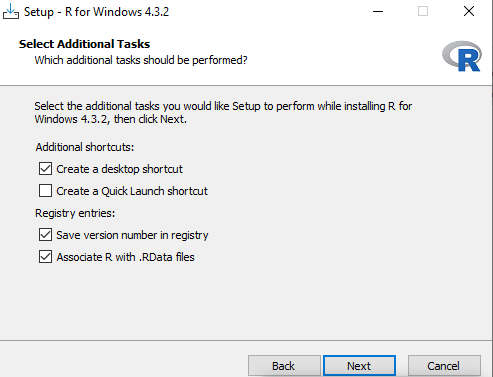 Setup - R for Windows 4.3.2
Select Additional Tasks
Which additional tasks should be performed?
R
Select the additional tasks you would like Setup to perform while installing R for
Windows 4.3.2, then click Next.
Additional shortcuts:
Create a desktop shortcut
Create a Quick Launch shortcut
Registry entries:
Save version number in registry
Associate R with .RData files
Back Next Cancel